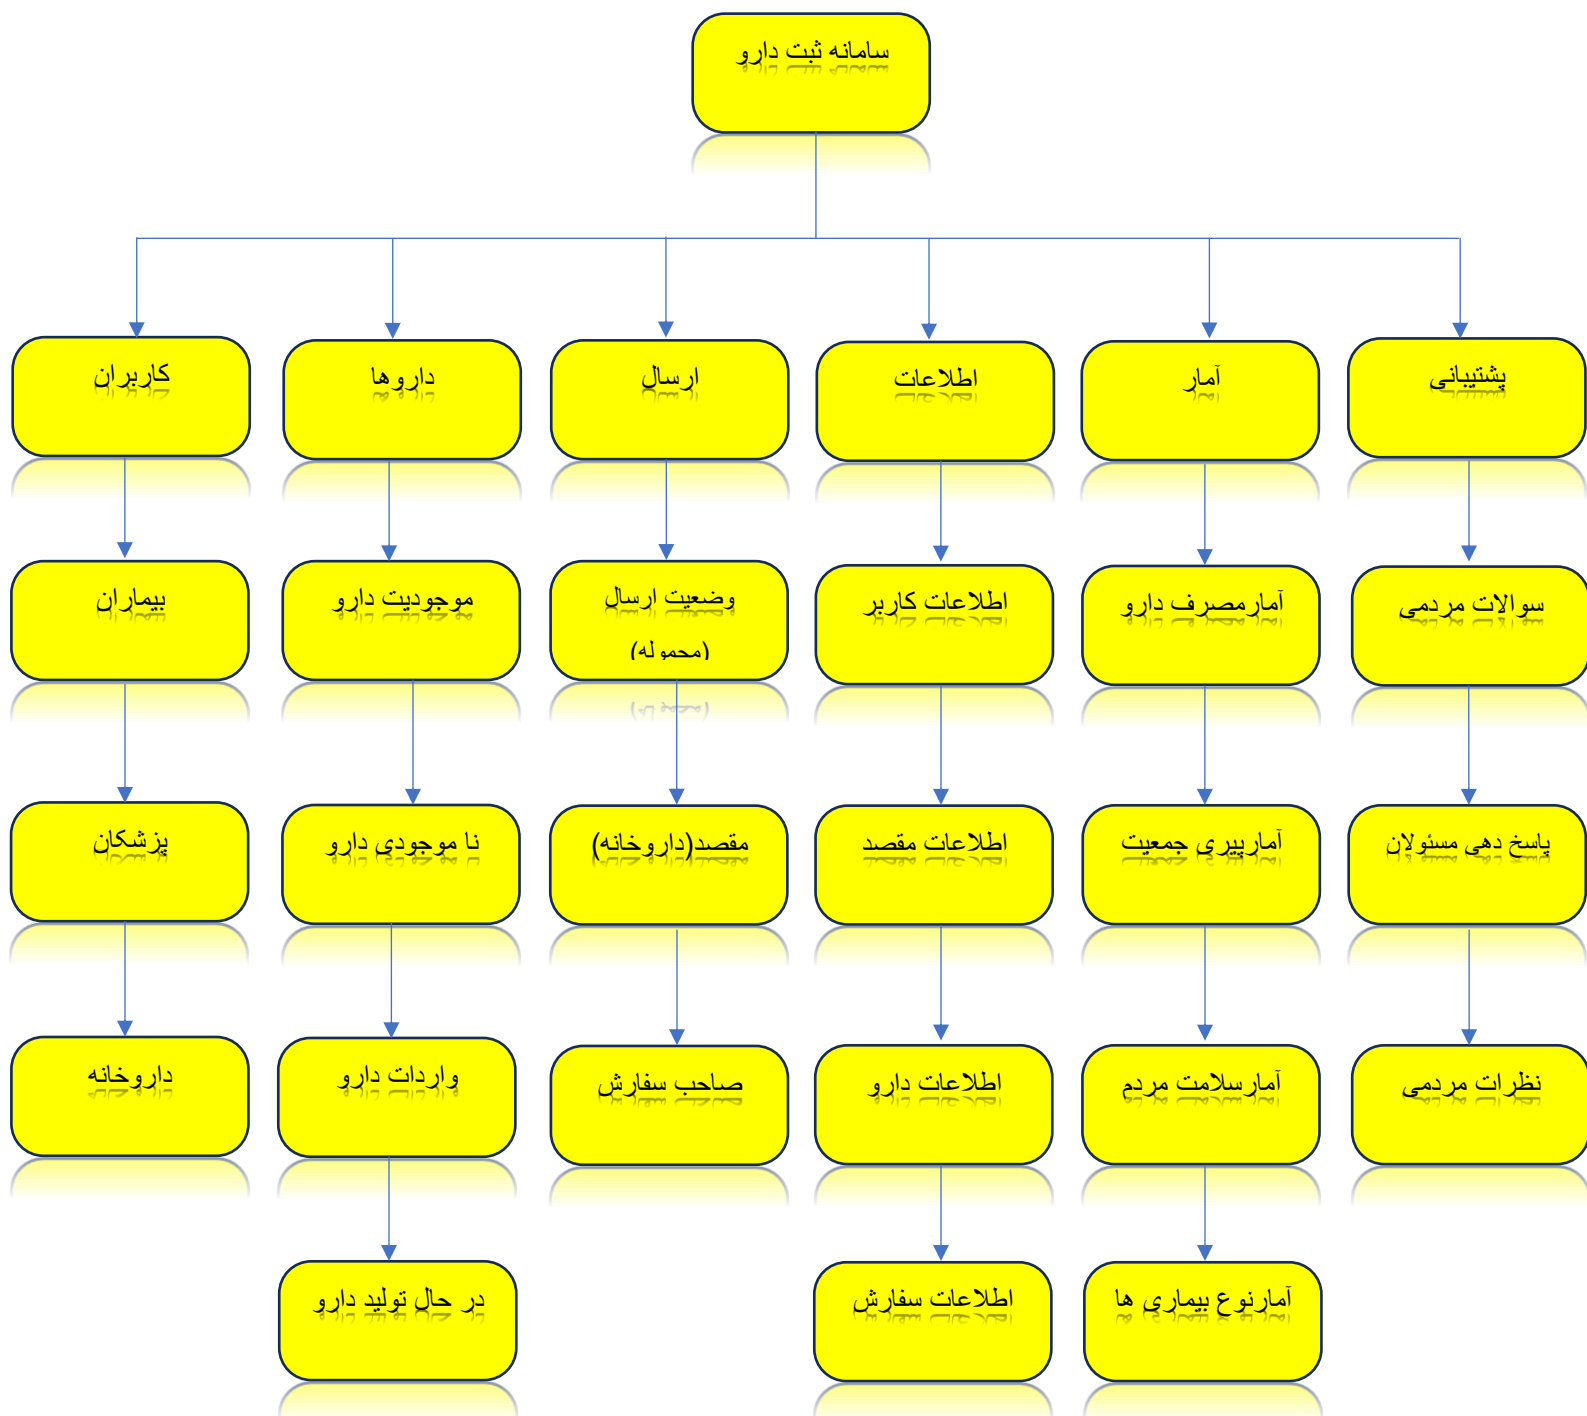 سامانه ثبت دارو
پشتیبانی
آمار
اطلاعات
ارسال
داروها
کاربران
سوالات مردمی
آمارمصرف دارو
اطلاعات کاربر
وضعیت ارسال
(محموله)
موجودیت دارو
بیماران
پاسخ دهی مسئولان
آمارپیری جمعیت
اطلاعات مقصد
مقصد(داروخانه)
نا موجودی دارو
پزشکان
نظرات مردمی
آمارسلامت مردم
اطلاعات دارو
صاحب سفارش
واردات دارو
داروخانه
آمارنوع بیماری ها
اطلاعات سفارش
در حال تولید دارو